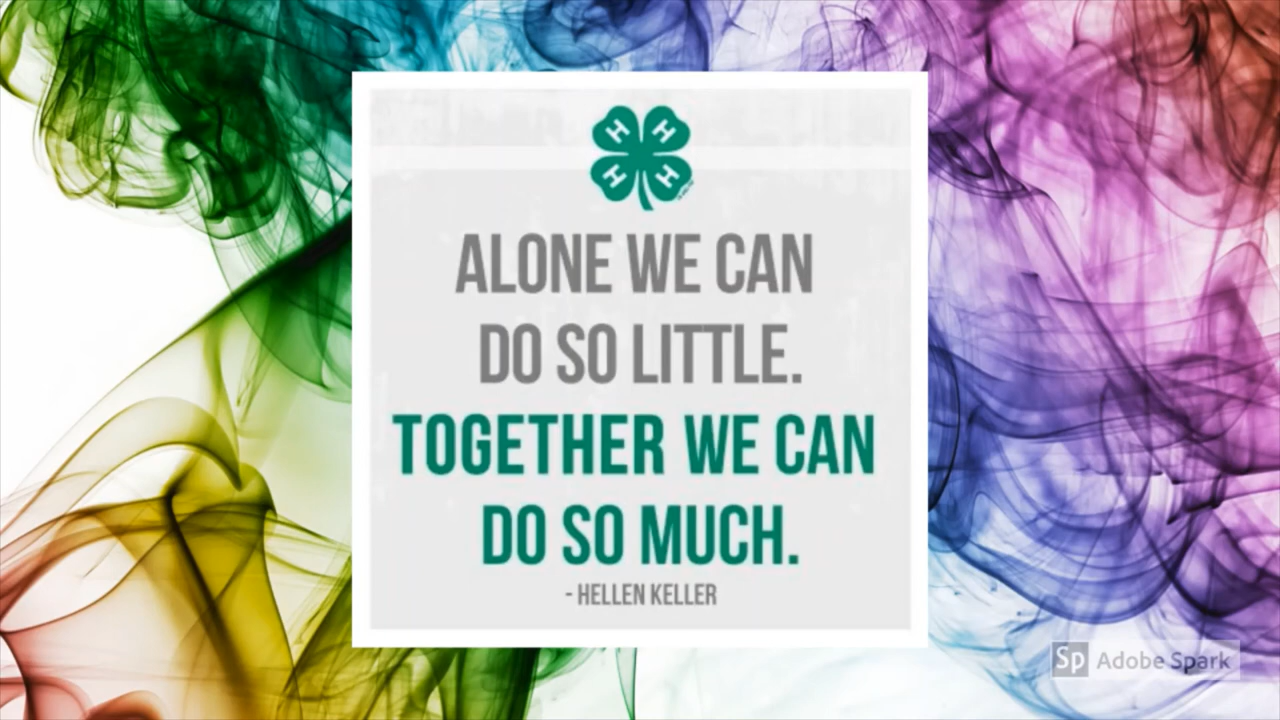 H H
H H
ALONE WE CAN
DO SO LITTLE.
TOGETHER WE CAN
DO SO MUCH.
- HELLEN KELLER
Sp Adobe Spark